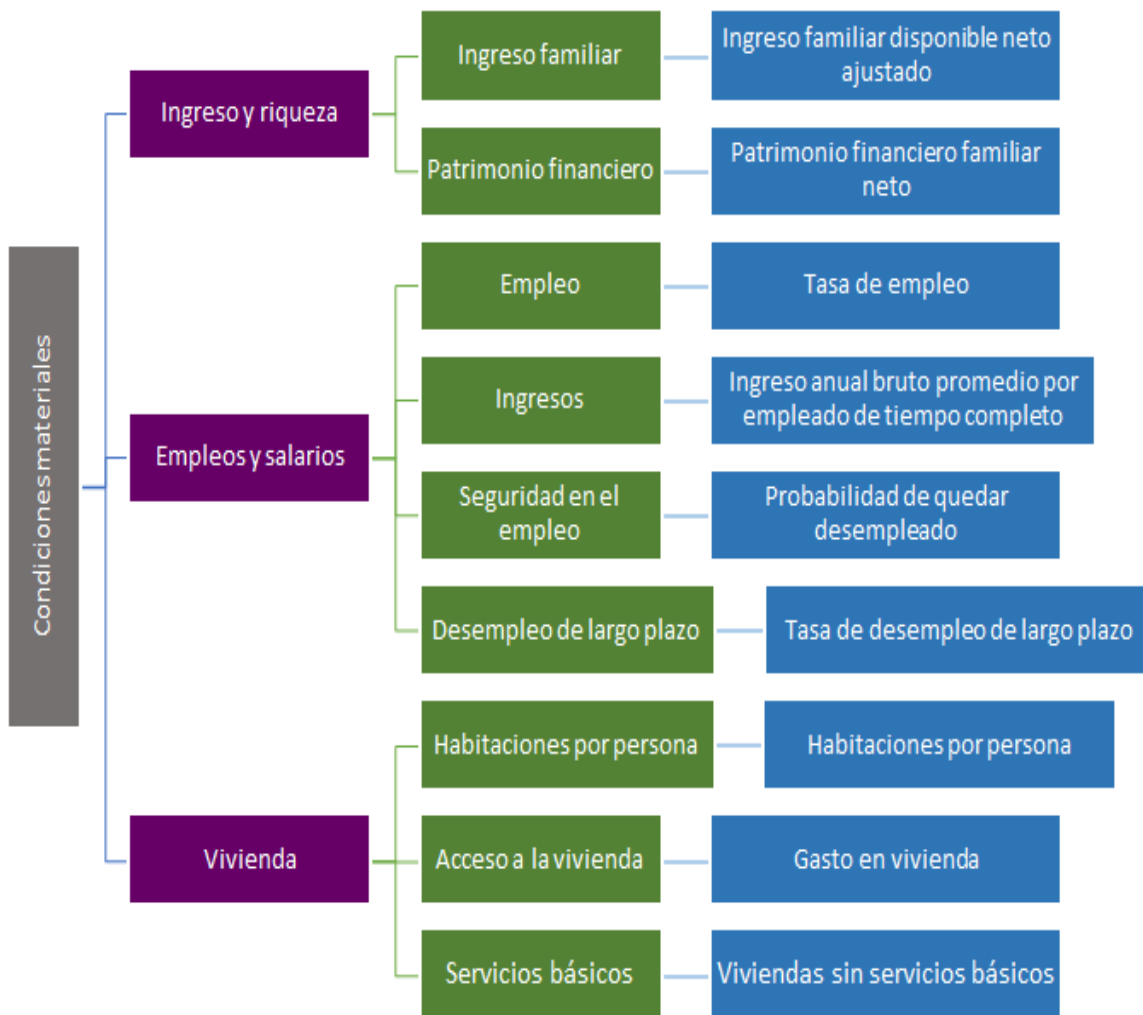 Condiciones materiales
Ingreso y riqueza
Ingreso familiar
Ingreso familiar disponible neto
ajustado
Patrimonio financiero
Patrimonio financiero familiar
neto
Empleos y salarios
Empleo
Tasa de empleo
Ingresos
Ingreso anual bruto promedio por
empleado de tiempo completo
Seguridad en el
empleo
Probabilidad de quedar
desempleado
Desempleo de largo plazo
Tasa de desempleo de largo plazo
Vivienda
Habitaciones por persona
Habitaciones por persona
Acceso a la vivienda
Gasto en vivienda
Servicios básicos
Viviendas sin servicios básicos